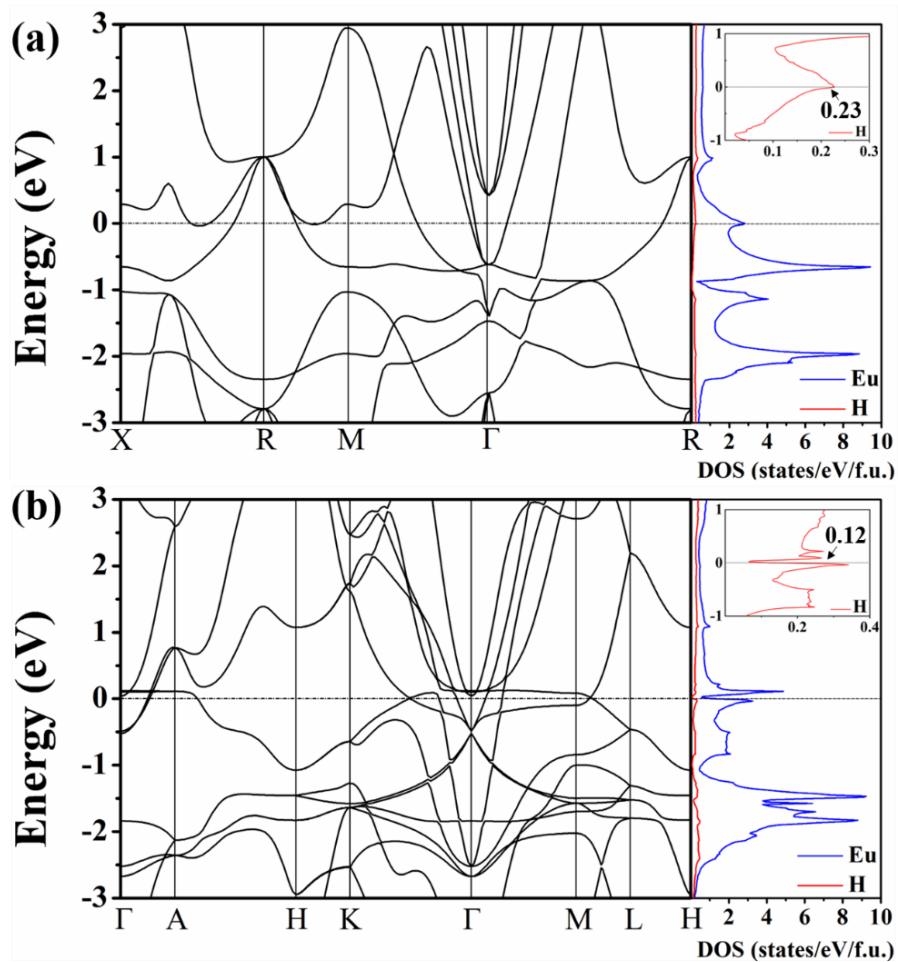 (a)
Energy (eV)
3
2
1
0
-1
-2
-3
X R M Γ R
1
0
-1
0.1 0.2 0.3
0.23
H
Eu
H
2 4 6 8 10
DOS (states/eV/f.u.)
(b)
Energy (eV)
3
2
1
0
-1
-2
-3
Γ A H K Γ M L H
1
0
-1
0.2 0.4
0.12
H
Eu
H
2 4 6 8 10
DOS (states/eV/f.u.)